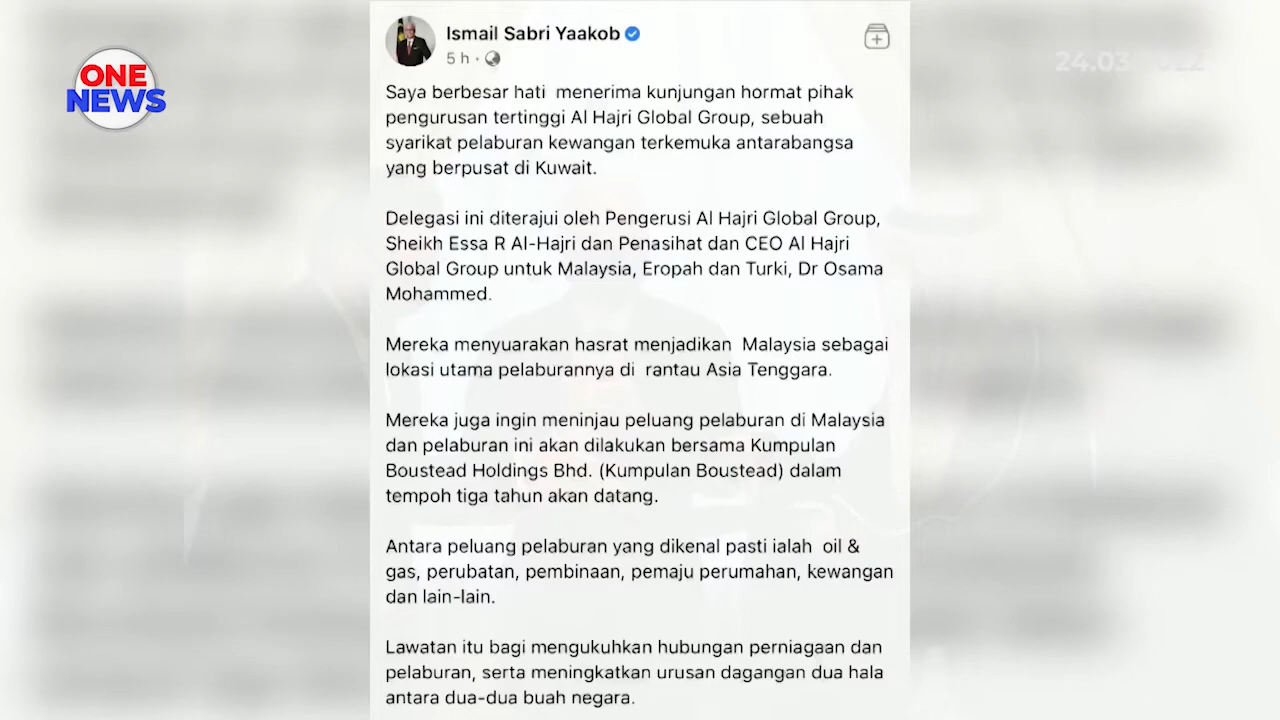 ONE
NEWS
Ismail Sabri Yaakob
5 h ·
Saya berbesar hati menerima kunjungan hormat pihak
pengurusan tertinggi Al Hajri Global Group, sebuah
syarikat pelaburan kewangan terkemuka antarabangsa
yang berpusat di Kuwait.
Delegasi ini diterajui oleh Pengerusi Al Hajri Global Group,
Sheikh Essa R Al-Hajri dan Penasihat dan CEO Al Hajri
Global Group untuk Malaysia, Eropah dan Turki, Dr Osama
Mohammed.
Mereka menyuarakan hasrat menjadikan Malaysia sebagai
lokasi utama pelaburannya di rantau Asia Tenggara.
Mereka juga ingin meninjau peluang pelaburan di Malaysia
dan pelaburan ini akan dilakukan bersama Kumpulan
Boustead Holdings Bhd. (Kumpulan Boustead) dalam
tempoh tiga tahun akan datang.
Antara peluang pelaburan yang dikenal pasti ialah oil &
gas, perubatan, pembinaan, pemaju perumahan, kewangan
dan lain-lain.
Lawatan itu bagi mengukuhkan hubungan perniagaan dan
pelaburan, serta meningkatkan urusan dagangan dua hala
antara dua-dua buah negara.